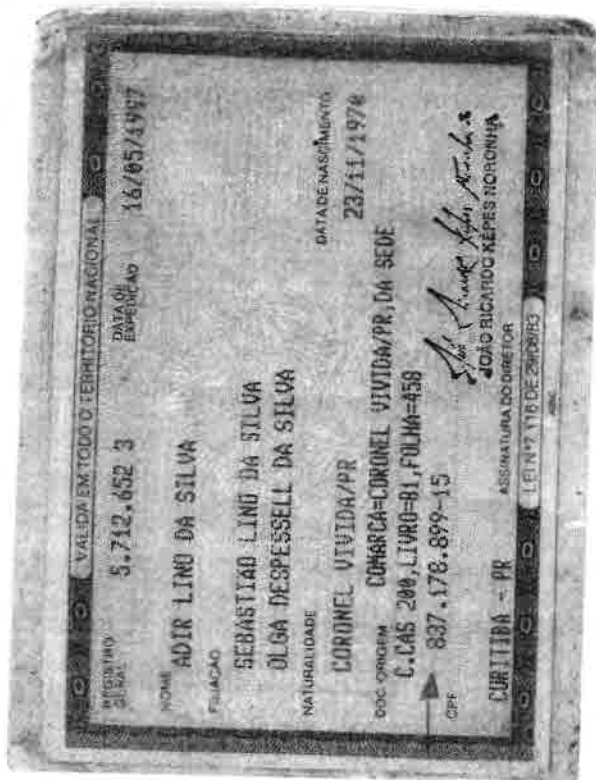 VÁLIDA EM TODO O TERRITÓRIO NACIONAL
REGISTRO GERAL 5.712.652 3 DATA DE EXPEDIÇÃO 16/05/1997
NOME ADIR LINO DA SILVA
FILIAÇÃO
SEBASTIAO LINO DA SILVA
OLGA DESPESSELL DA SILVA
NATURALIDADE DATA DE NASCIMENTO
CORONEL VIVIDA/PR 23/11/1970
DOC ORIGEM COMARCA=CORONEL VIVIDA/PR, DA SEDE
C.CAS 200, LIVRO=B1, FOLHA=458
CPF 837.178.899-15
CURITIBA - PR
JOÃO RICARDO KÉPES NORONHA
ASSINATURA DO DIRETOR
LEI Nº 7.116 DE 29/08/83